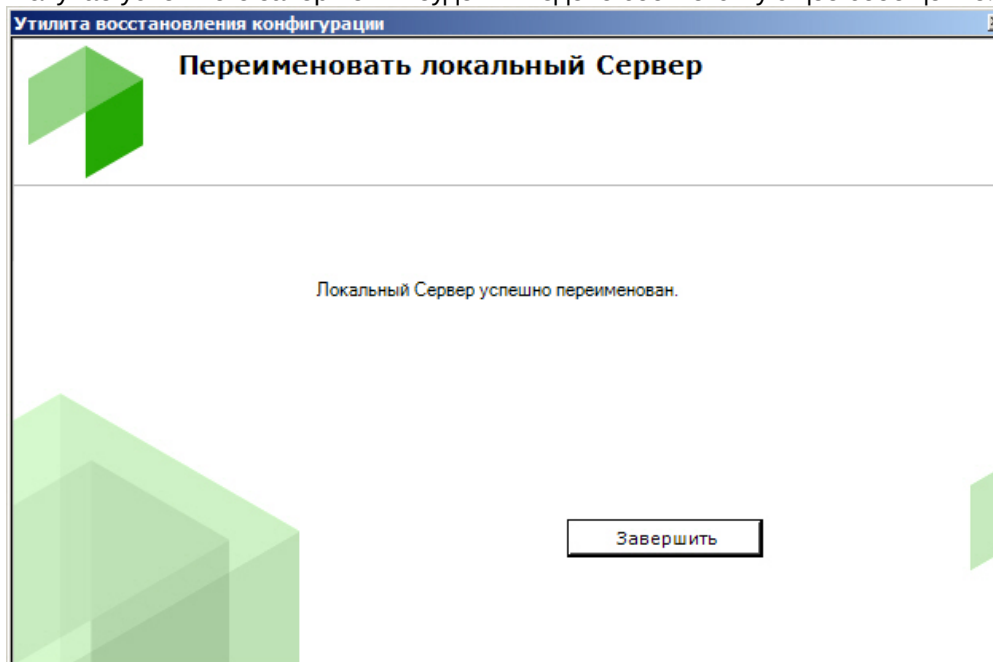 Утилита восстановления конфигурации
Переименовать локальный Сервер
Локальный Сервер успешно переименован.
Завершить